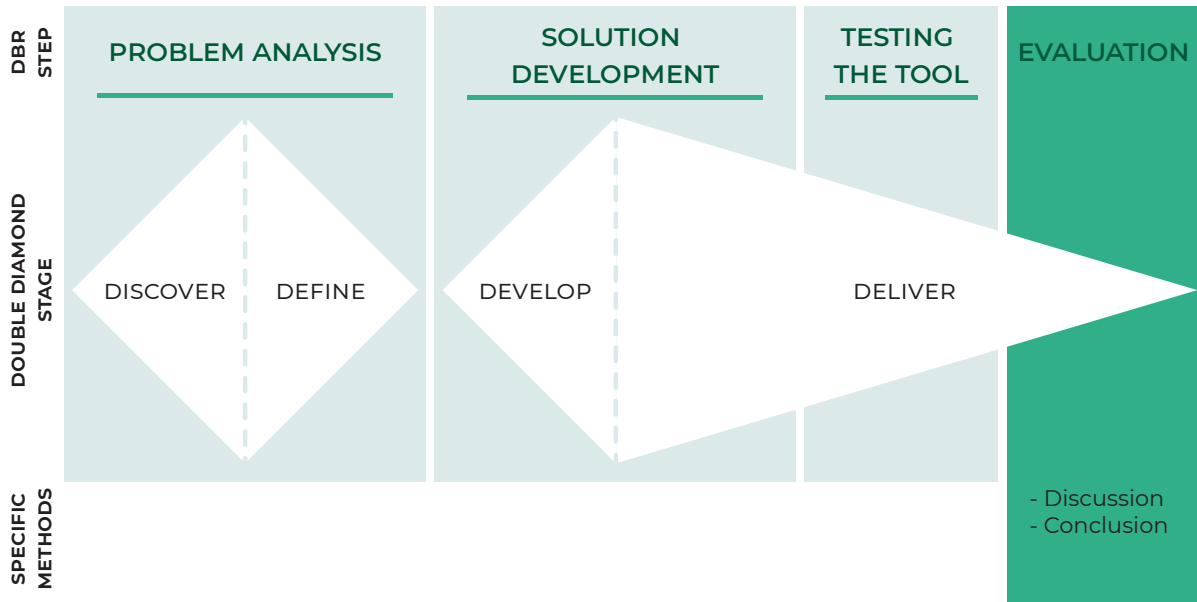 DBR
STEP
PROBLEM ANALYSIS
SOLUTION
DEVELOPMENT
TESTING
THE TOOL
EVALUATION
DOUBLE DIAMOND
STAGE
DISCOVER
DEFINE
DEVELOP
DELIVER
SPECIFIC
METHODS
- Discussion
- Conclusion